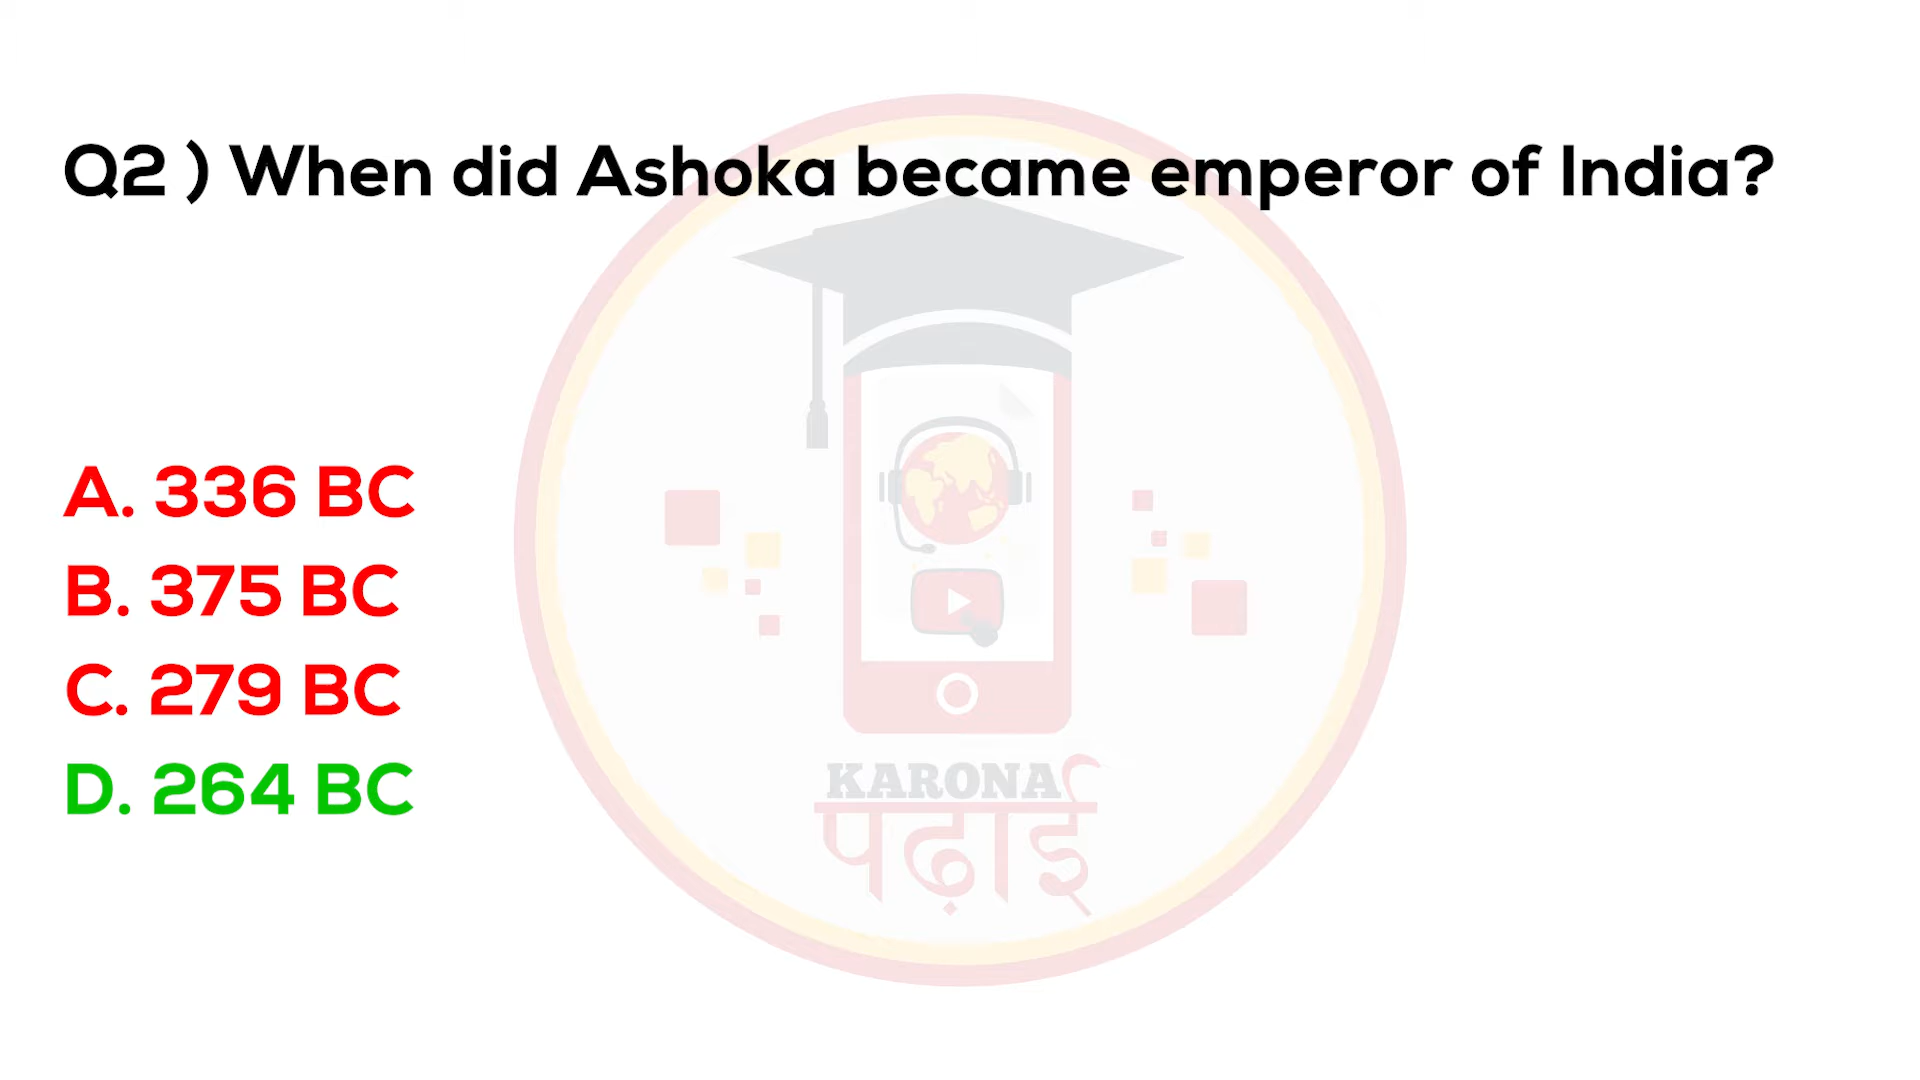 Q2 ) When did Ashoka became emperor of India?
A. 336 BC
B. 375 BC
C. 279 BC
D. 264 BC
KARONA
पढ़ाई